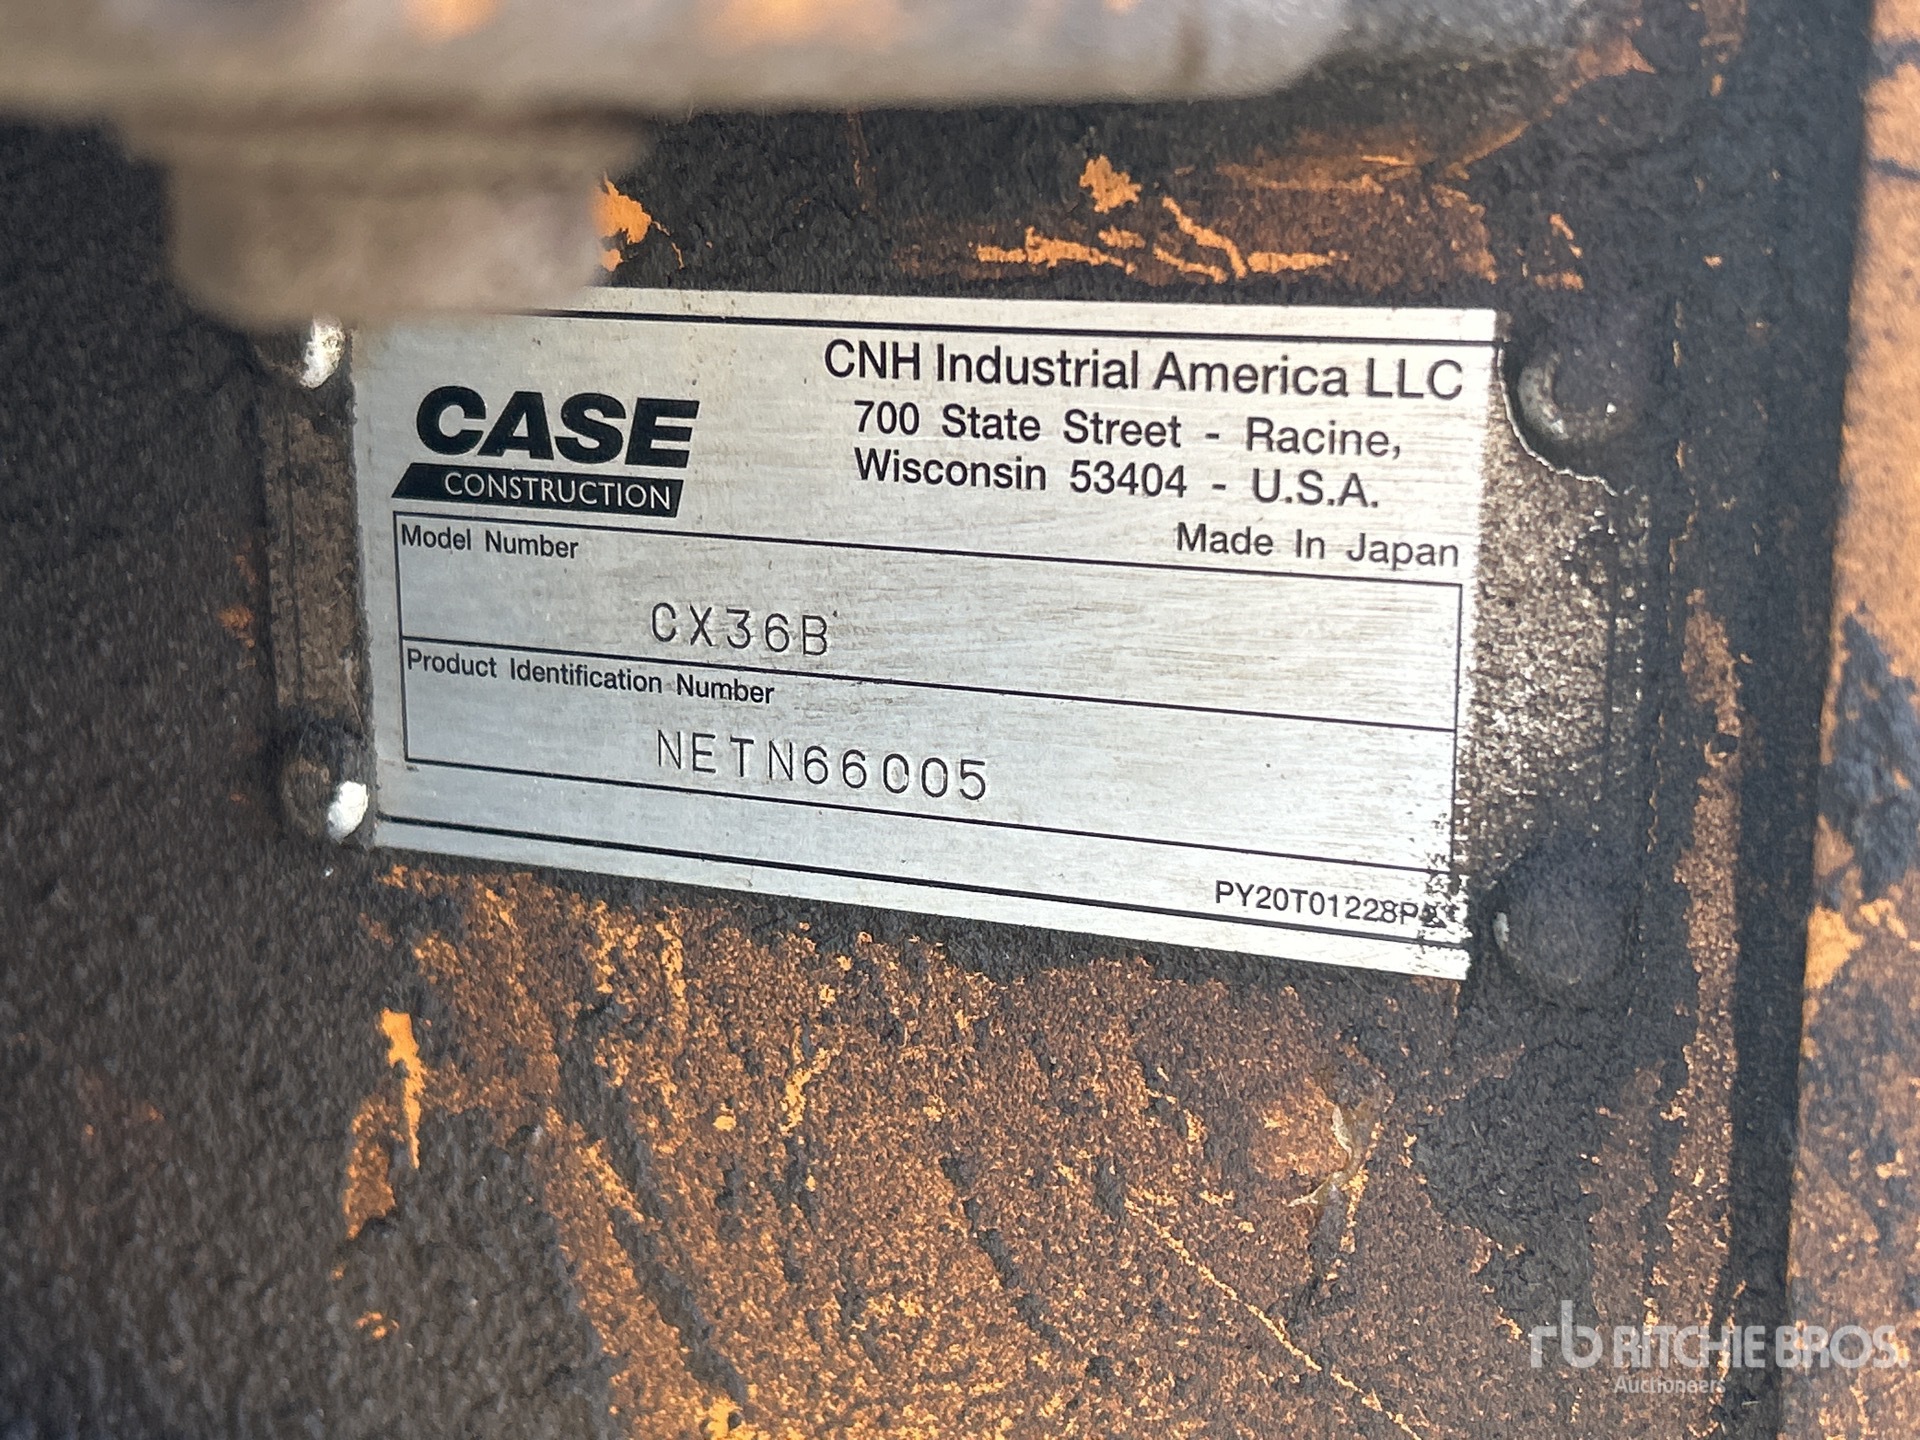 CASE
CONSTRUCTION
CNH Industrial America LLC
700 State Street - Racine,
Wisconsin 53404 - U.S.A.
Made In Japan
Model Number
CX36B
Product Identification Number
NETN66005
rb RITCHIE BROS.
Auctioneers